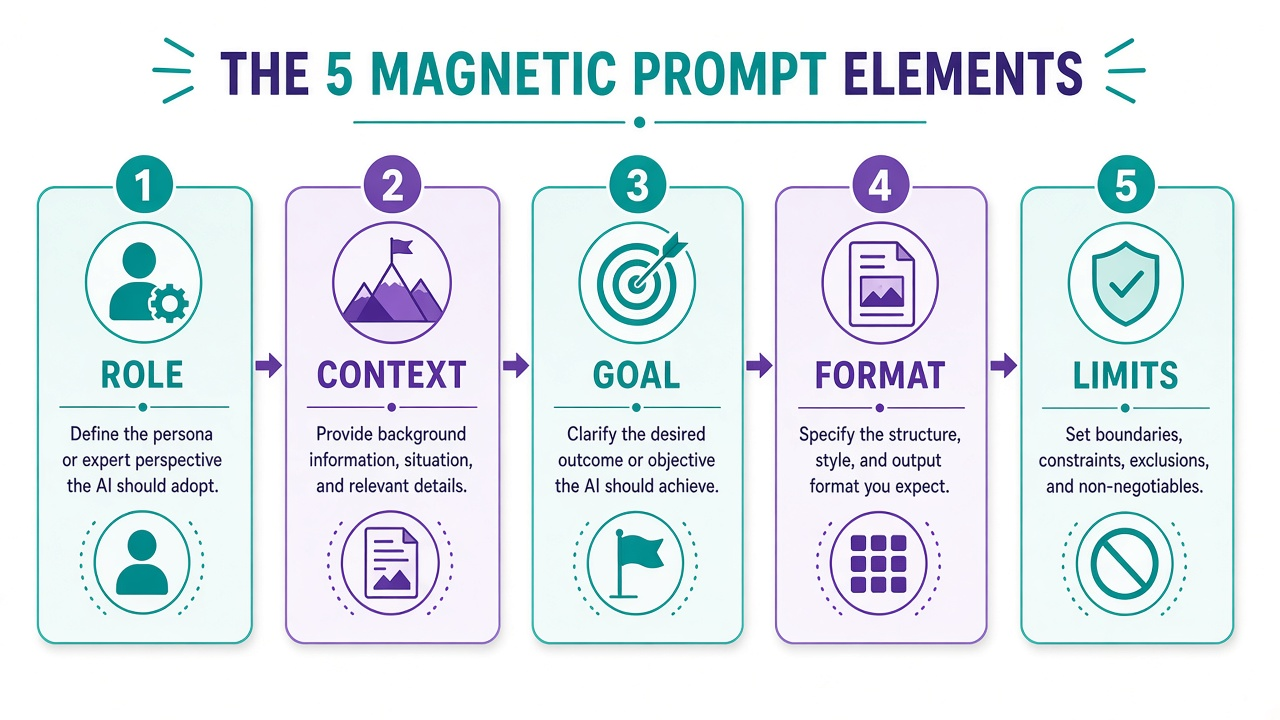 THE 5 MAGNETIC PROMPT ELEMENTS
1
ROLE
Define the persona
or expert perspective
the AI should adopt.
2
CONTEXT
Provide background
information, situation,
and relevant details.
3
GOAL
Clarify the desired
outcome or objective
the AI should achieve.
4
FORMAT
Specify the structure,
style, and output
format you expect.
5
LIMITS
Set boundaries,
constraints, exclusions,
and non-negotiables.